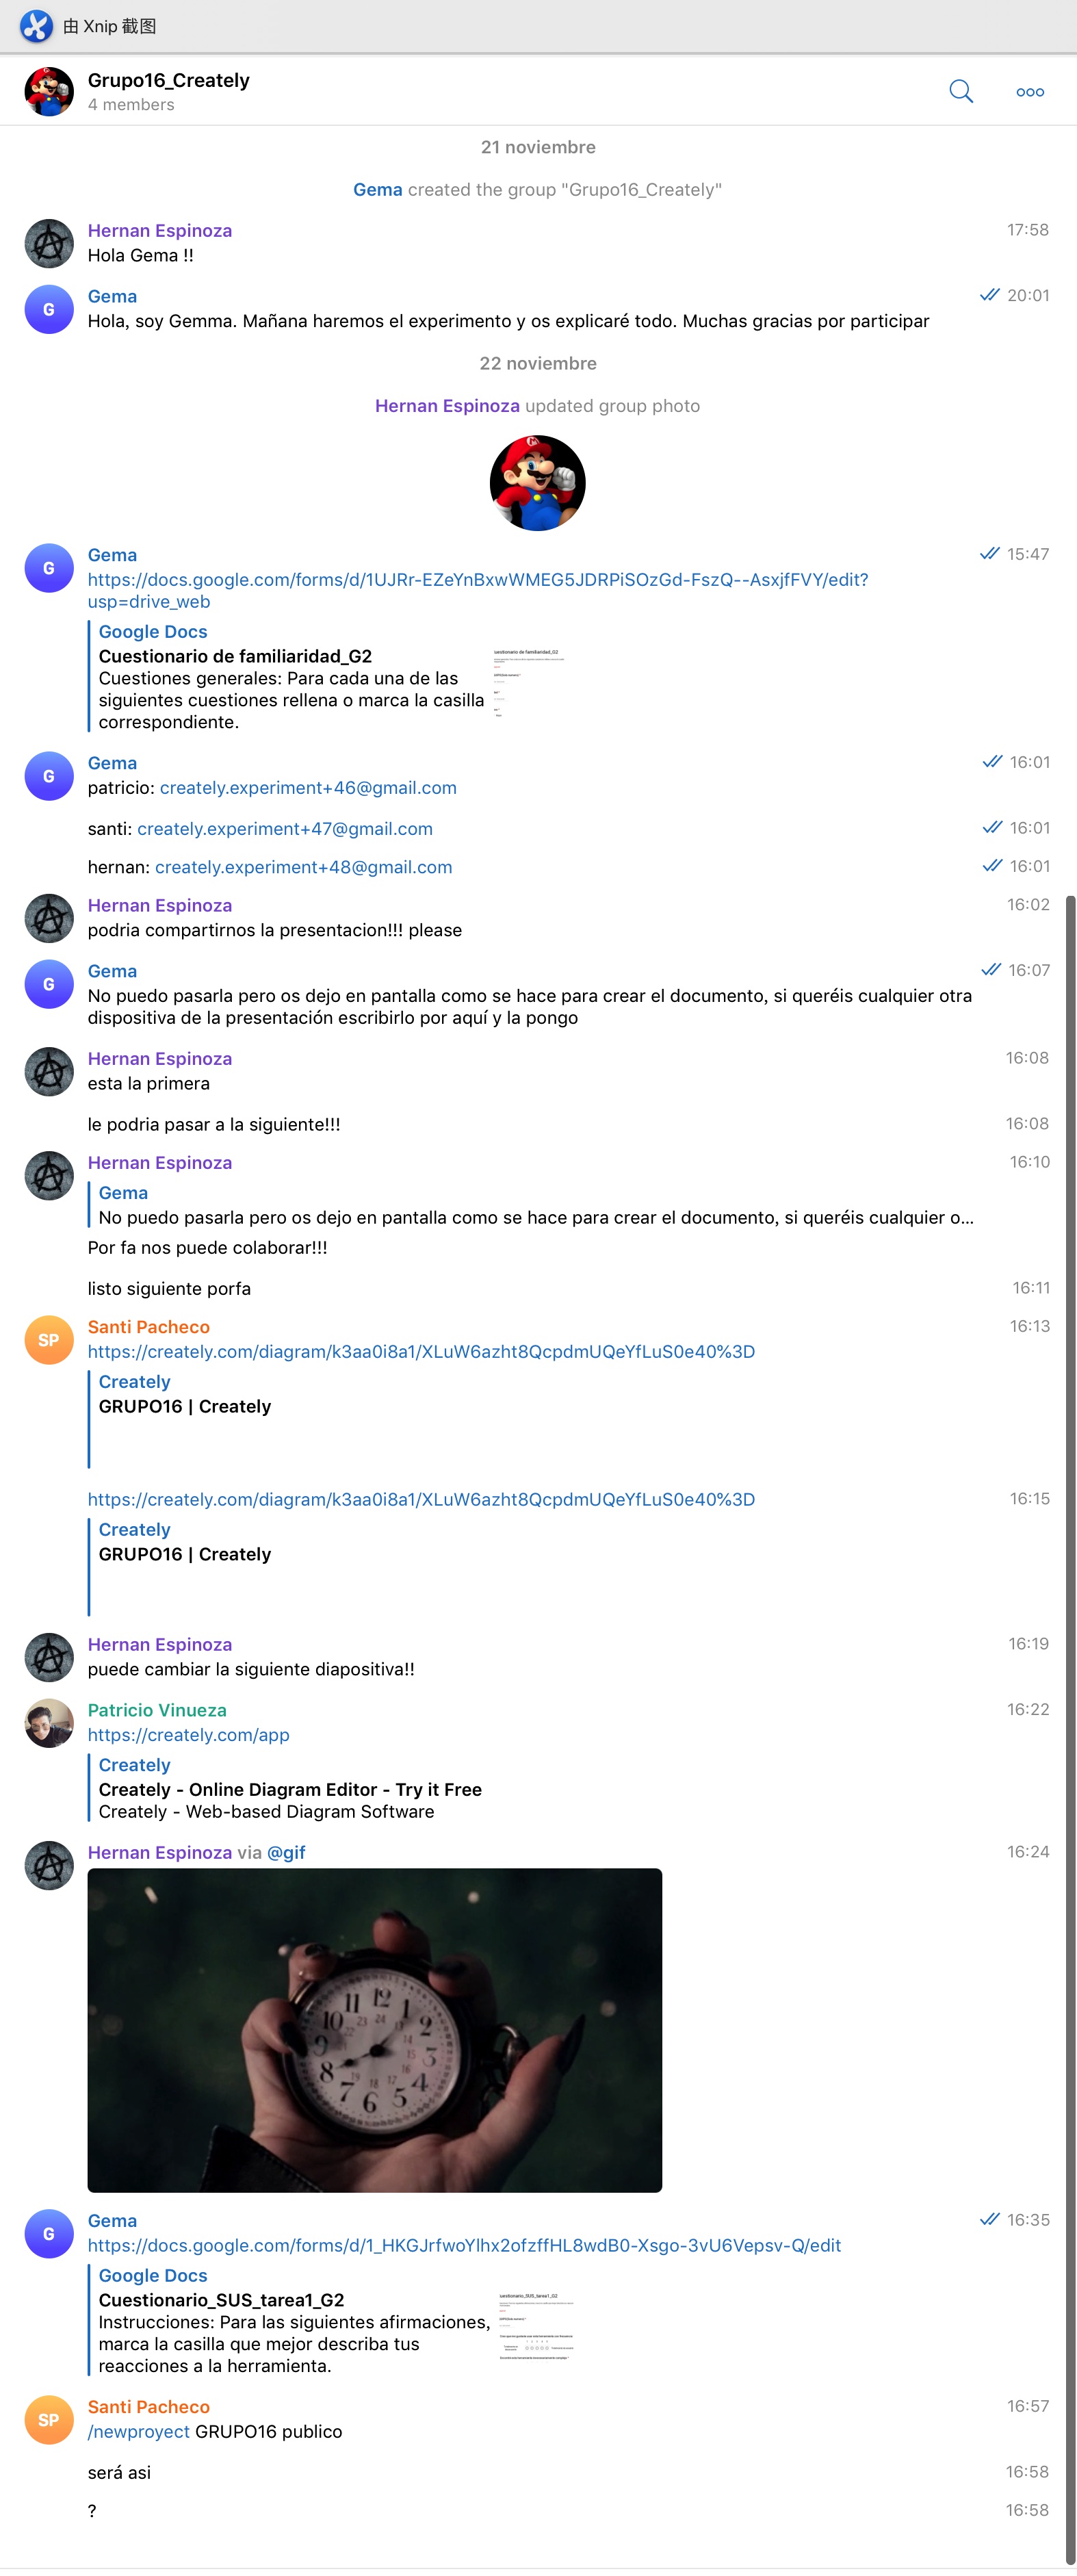 由 Xnip 截图
Grupo16_Creately
4 members
21 noviembre
Gema created the group "Grupo16_Creately"
Hernan Espinoza 17:58
Hola Gema !!
G
Gema 20:01
Hola, soy Gemma. Mañana haremos el experimento y os explicaré todo. Muchas gracias por participar
22 noviembre
Hernan Espinoza updated group photo
G
Gema 15:47
https://docs.google.com/forms/d/1UJRr-EZeYnBxwWMEG5JDRPiSOzGd-FszQ--AsxjfFVY/edit?
usp=drive_web
Google Docs
Cuestionario de familiaridad_G2
Cuestiones generales: Para cada una de las
siguientes cuestiones rellena o marca la casilla
correspondiente.
G
Gema 16:01
patricio: creately.experiment+46@gmail.com
santi: creately.experiment+47@gmail.com 16:01
hernan: creately.experiment+48@gmail.com 16:01
Hernan Espinoza 16:02
podria compartirnos la presentacion!!! please
G
Gema 16:07
No puedo pasarla pero os dejo en pantalla como se hace para crear el documento, si queréis cualquier otra
dispositiva de la presentación escribirlo por aquí y la pongo
Hernan Espinoza 16:08
esta la primera
le podria pasar a la siguiente!!! 16:08
Hernan Espinoza 16:10
Gema
No puedo pasarla pero os dejo en pantalla como se hace para crear el documento, si queréis cualquier o...
Por fa nos puede colaborar!!!
listo siguiente porfa 16:11
SP
Santi Pacheco 16:13
https://creately.com/diagram/k3aa0i8a1/XLuW6azht8QcpdmUQeYfLuS0e40%3D
Creately
GRUPO16 | Creately
https://creately.com/diagram/k3aa0i8a1/XLuW6azht8QcpdmUQeYfLuS0e40%3D 16:15
Creately
GRUPO16 | Creately
Hernan Espinoza 16:19
puede cambiar la siguiente diapositiva!!
Patricio Vinueza 16:22
https://creately.com/app
Creately
Creately - Online Diagram Editor - Try it Free
Creately - Web-based Diagram Software
Hernan Espinoza via @gif 16:24
G
Gema 16:35
https://docs.google.com/forms/d/1_HKGJrfwoYlhx2ofzffHL8wdB0-Xsgo-3vU6Vepsv-Q/edit
Google Docs
Cuestionario_SUS_tarea1_G2
Instrucciones: Para las siguientes afirmaciones,
marca la casilla que mejor describa tus
reacciones a la herramienta.
SP
Santi Pacheco 16:57
/newproyect GRUPO16 publico
será asi 16:58
? 16:58